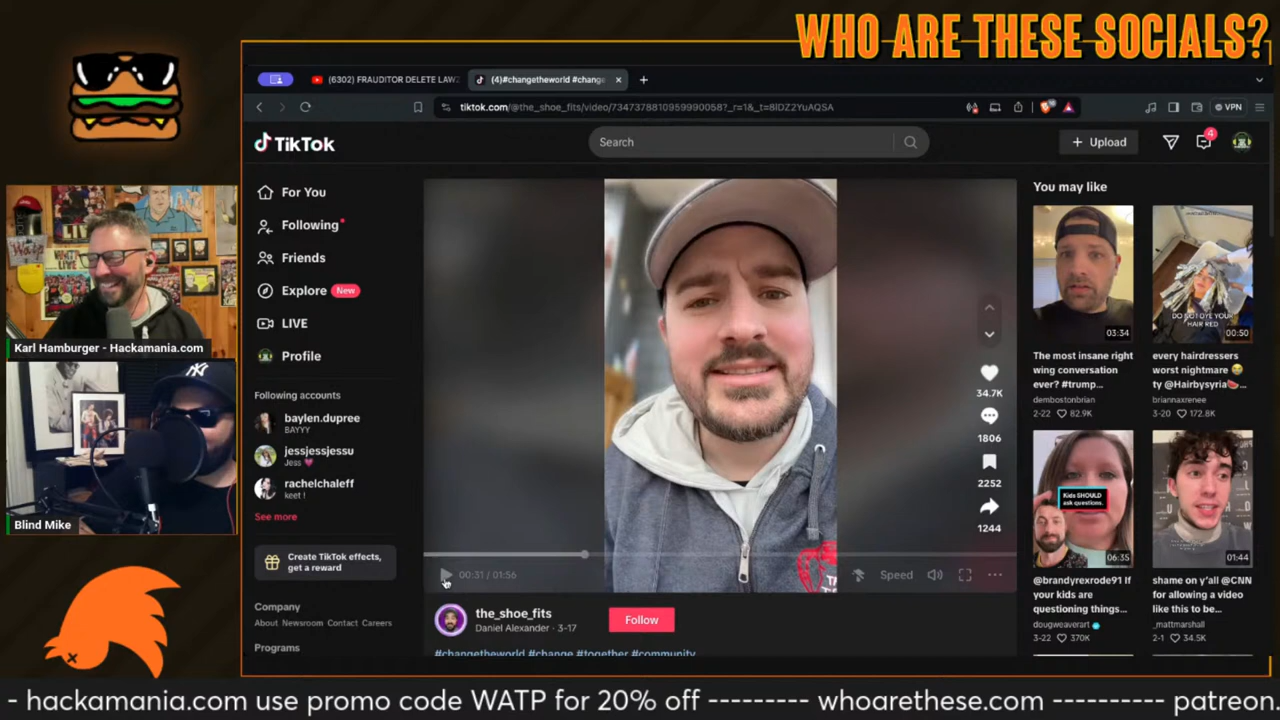 WHO ARE THESE SOCIALS?
(6302) FRAUDITOR DELETE LAWZ
(4)#changetheworld #change
tiktok.com/@the_shoe_fits/video/7347378810959990058?_r=1&_t=8lDZ2YuAQSA
VPN
TikTok
Search
Upload
4
For You
Following
Friends
Explore
New
LIVE
Profile
Following accounts
baylen.dupree
BAYYY
jessjessjessu
Jess
rachelchaleff
keet !
See more
Create TikTok effects,
get a reward
Company
About Newsroom Contact Careers
Programs
34.7K
1806
2252
1244
00:31 / 01:56
Speed
the_shoe_fits
Daniel Alexander · 3-17
Follow
#changetheworld #change #together #community
You may like
03:34
The most insane right
wing conversation
ever? #trump...
dembostonbrian
2-22 82.9K
DO NOT DYE YOUR
HAIR RED
00:50
every hairdressers
worst nightmare
ty @Hairbysyria
briannaxrenee
3-20 172.8K
Kids SHOULD
ask questions.
06:35
@brandyrexrode91 If
your kids are
questioning things...
dougweaverart
3-22 370K
01:44
shame on y'all @CNN
for allowing a video
like this to be...
_mattmarshall
2-1 34.5K
Karl Hamburger - Hackamania.com
Blind Mike
- hackamania.com use promo code WATP for 20% off -------- whoarethese.com ---------- patreon.